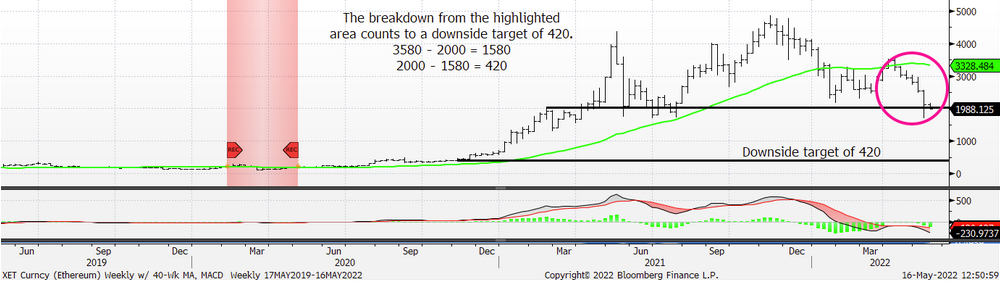 The breakdown from the highlighted
area counts to a downside target of 420.
3580 - 2000 = 1580
2000 - 1580 = 420
5000
4000
3328.484
3000
1988.125
1000
0
REC
REC
Downside target of 420
500
-230.9737
Jun Sep Dec Mar Jun Sep Dec Mar Jun Sep Dec Mar
2019 2020 2021 2022
XET Curncy (Ethereum) Weekly w/ 40-Wk MA, MACD Weekly 17MAY2019-16MAY2022
Copyright© 2022 Bloomberg Finance L.P.
16-May-2022 12:50:59